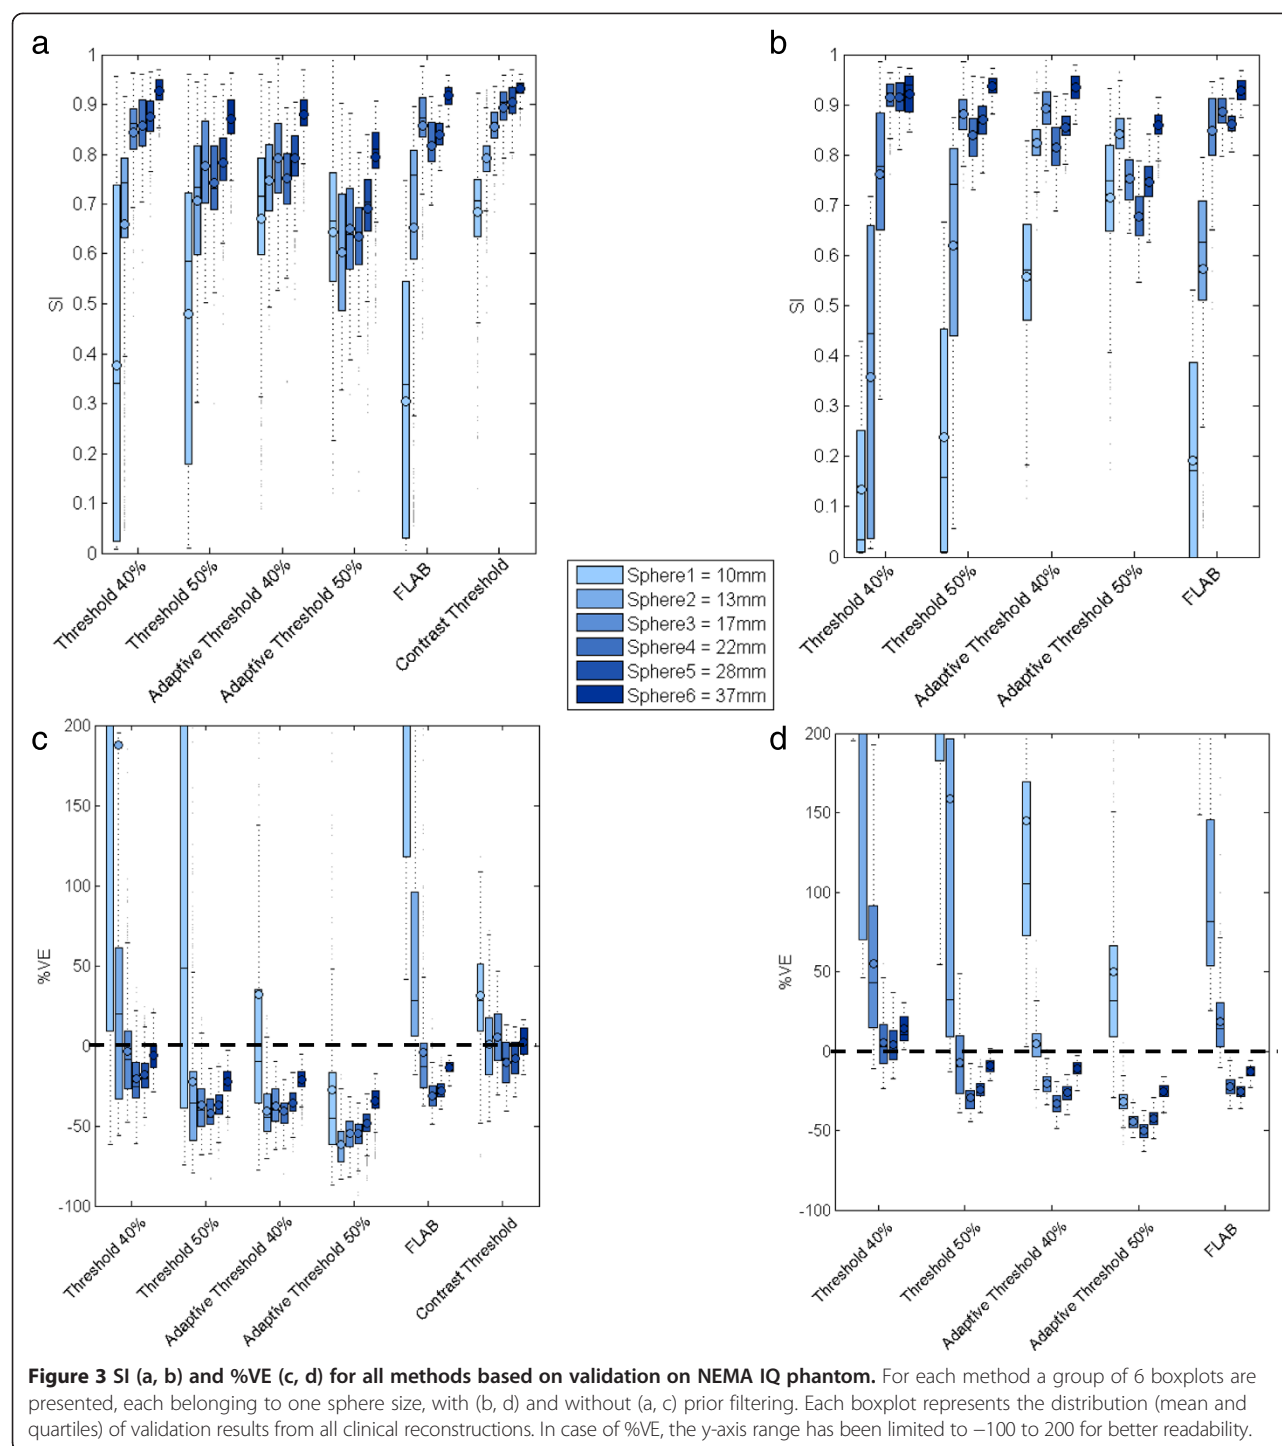 a
1
0.9
0.8
0.7
0.6
0.5
0.4
0.3
0.2
0.1
0
SI
Threshold 40%
Threshold 50%
Adaptive Threshold 40%
Adaptive Threshold 50%
FLAB
Contrast Threshold
b
1
0.9
0.8
0.7
0.6
0.5
0.4
0.3
0.2
0.1
0
SI
Threshold 40%
Threshold 50%
Adaptive Threshold 40%
Adaptive Threshold 50%
FLAB
Sphere1 = 10mm
Sphere2 = 13mm
Sphere3 = 17mm
Sphere4 = 22mm
Sphere5 = 28mm
Sphere6 = 37mm
c
200
150
100
50
0
-50
-100
%VE
Threshold 40%
Threshold 50%
Adaptive Threshold 40%
Adaptive Threshold 50%
FLAB
Contrast Threshold
d
200
150
100
50
0
-50
-100
%VE
Threshold 40%
Threshold 50%
Adaptive Threshold 40%
Adaptive Threshold 50%
FLAB
Figure 3 SI (a, b) and %VE (c, d) for all methods based on validation on NEMA IQ phantom. For each method a group of 6 boxplots are
presented, each belonging to one sphere size, with (b, d) and without (a, c) prior filtering. Each boxplot represents the distribution (mean and
quartiles) of validation results from all clinical reconstructions. In case of %VE, the y-axis range has been limited to −100 to 200 for better readability.